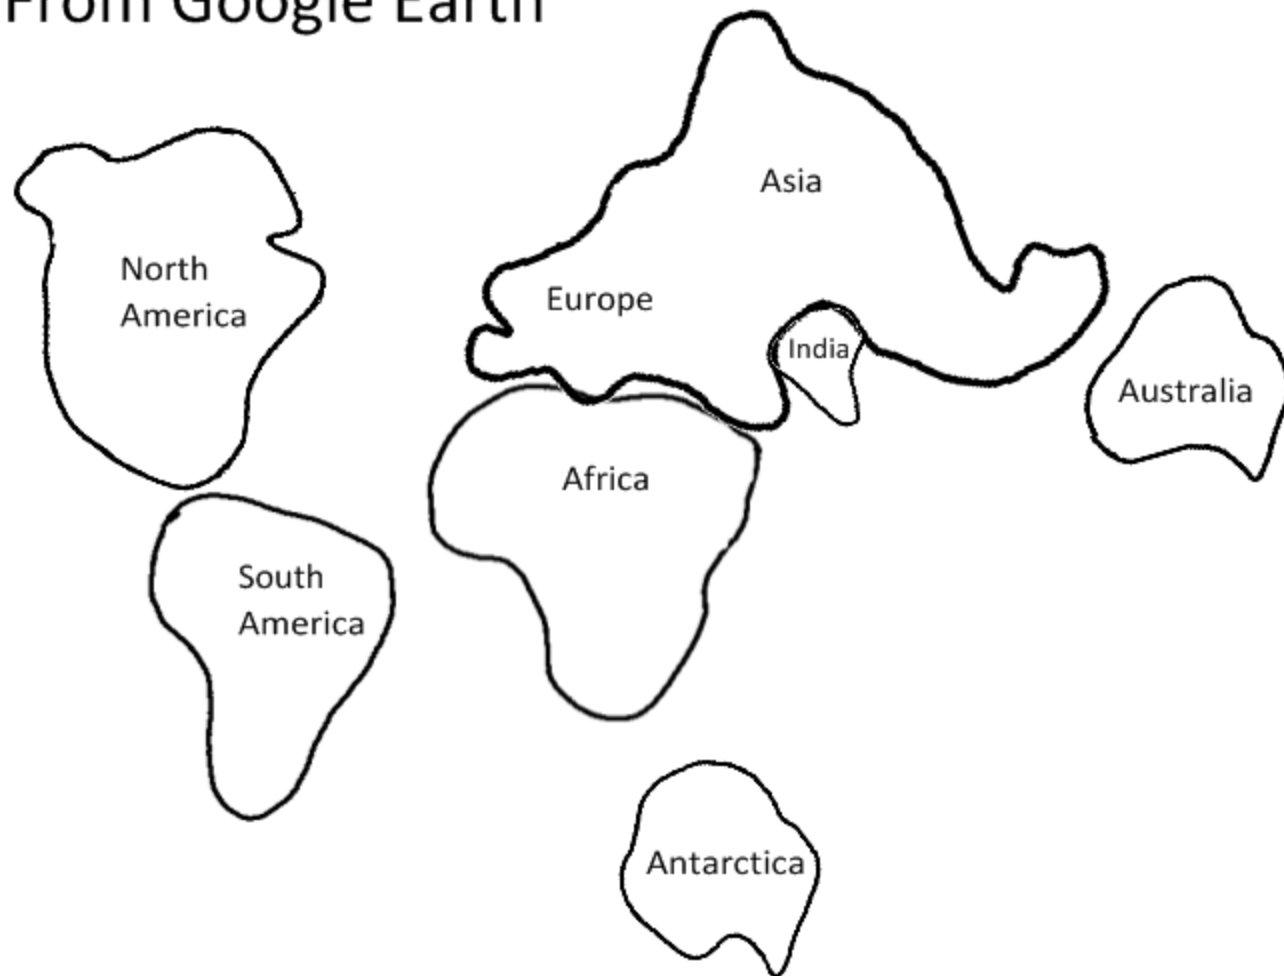 From Google Earth
Asia
North
America
Europe
India
Australia
Africa
South
America
Antarctica